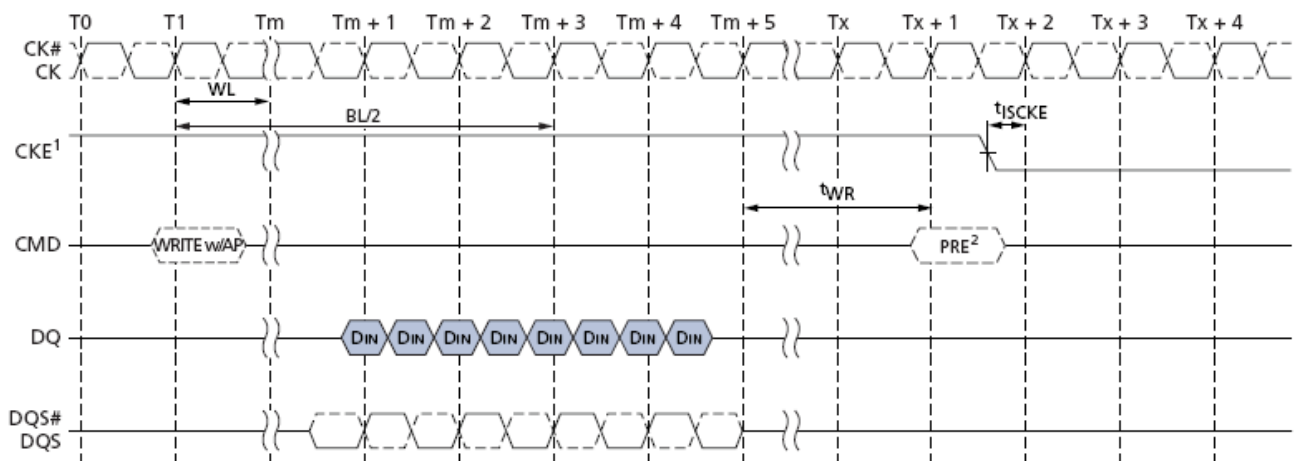 T0 T1 Tm Tm + 1 Tm + 2 Tm + 3 Tm + 4 Tm + 5 Tx Tx + 1 Tx + 2 Tx + 3 Tx + 4
CK#
CK
WL
BL/2
tISCKE
CKE1
tWR
CMD WRITE w/AP PRE2
DQ DIN DIN DIN DIN DIN DIN DIN DIN
DQS#
DQS